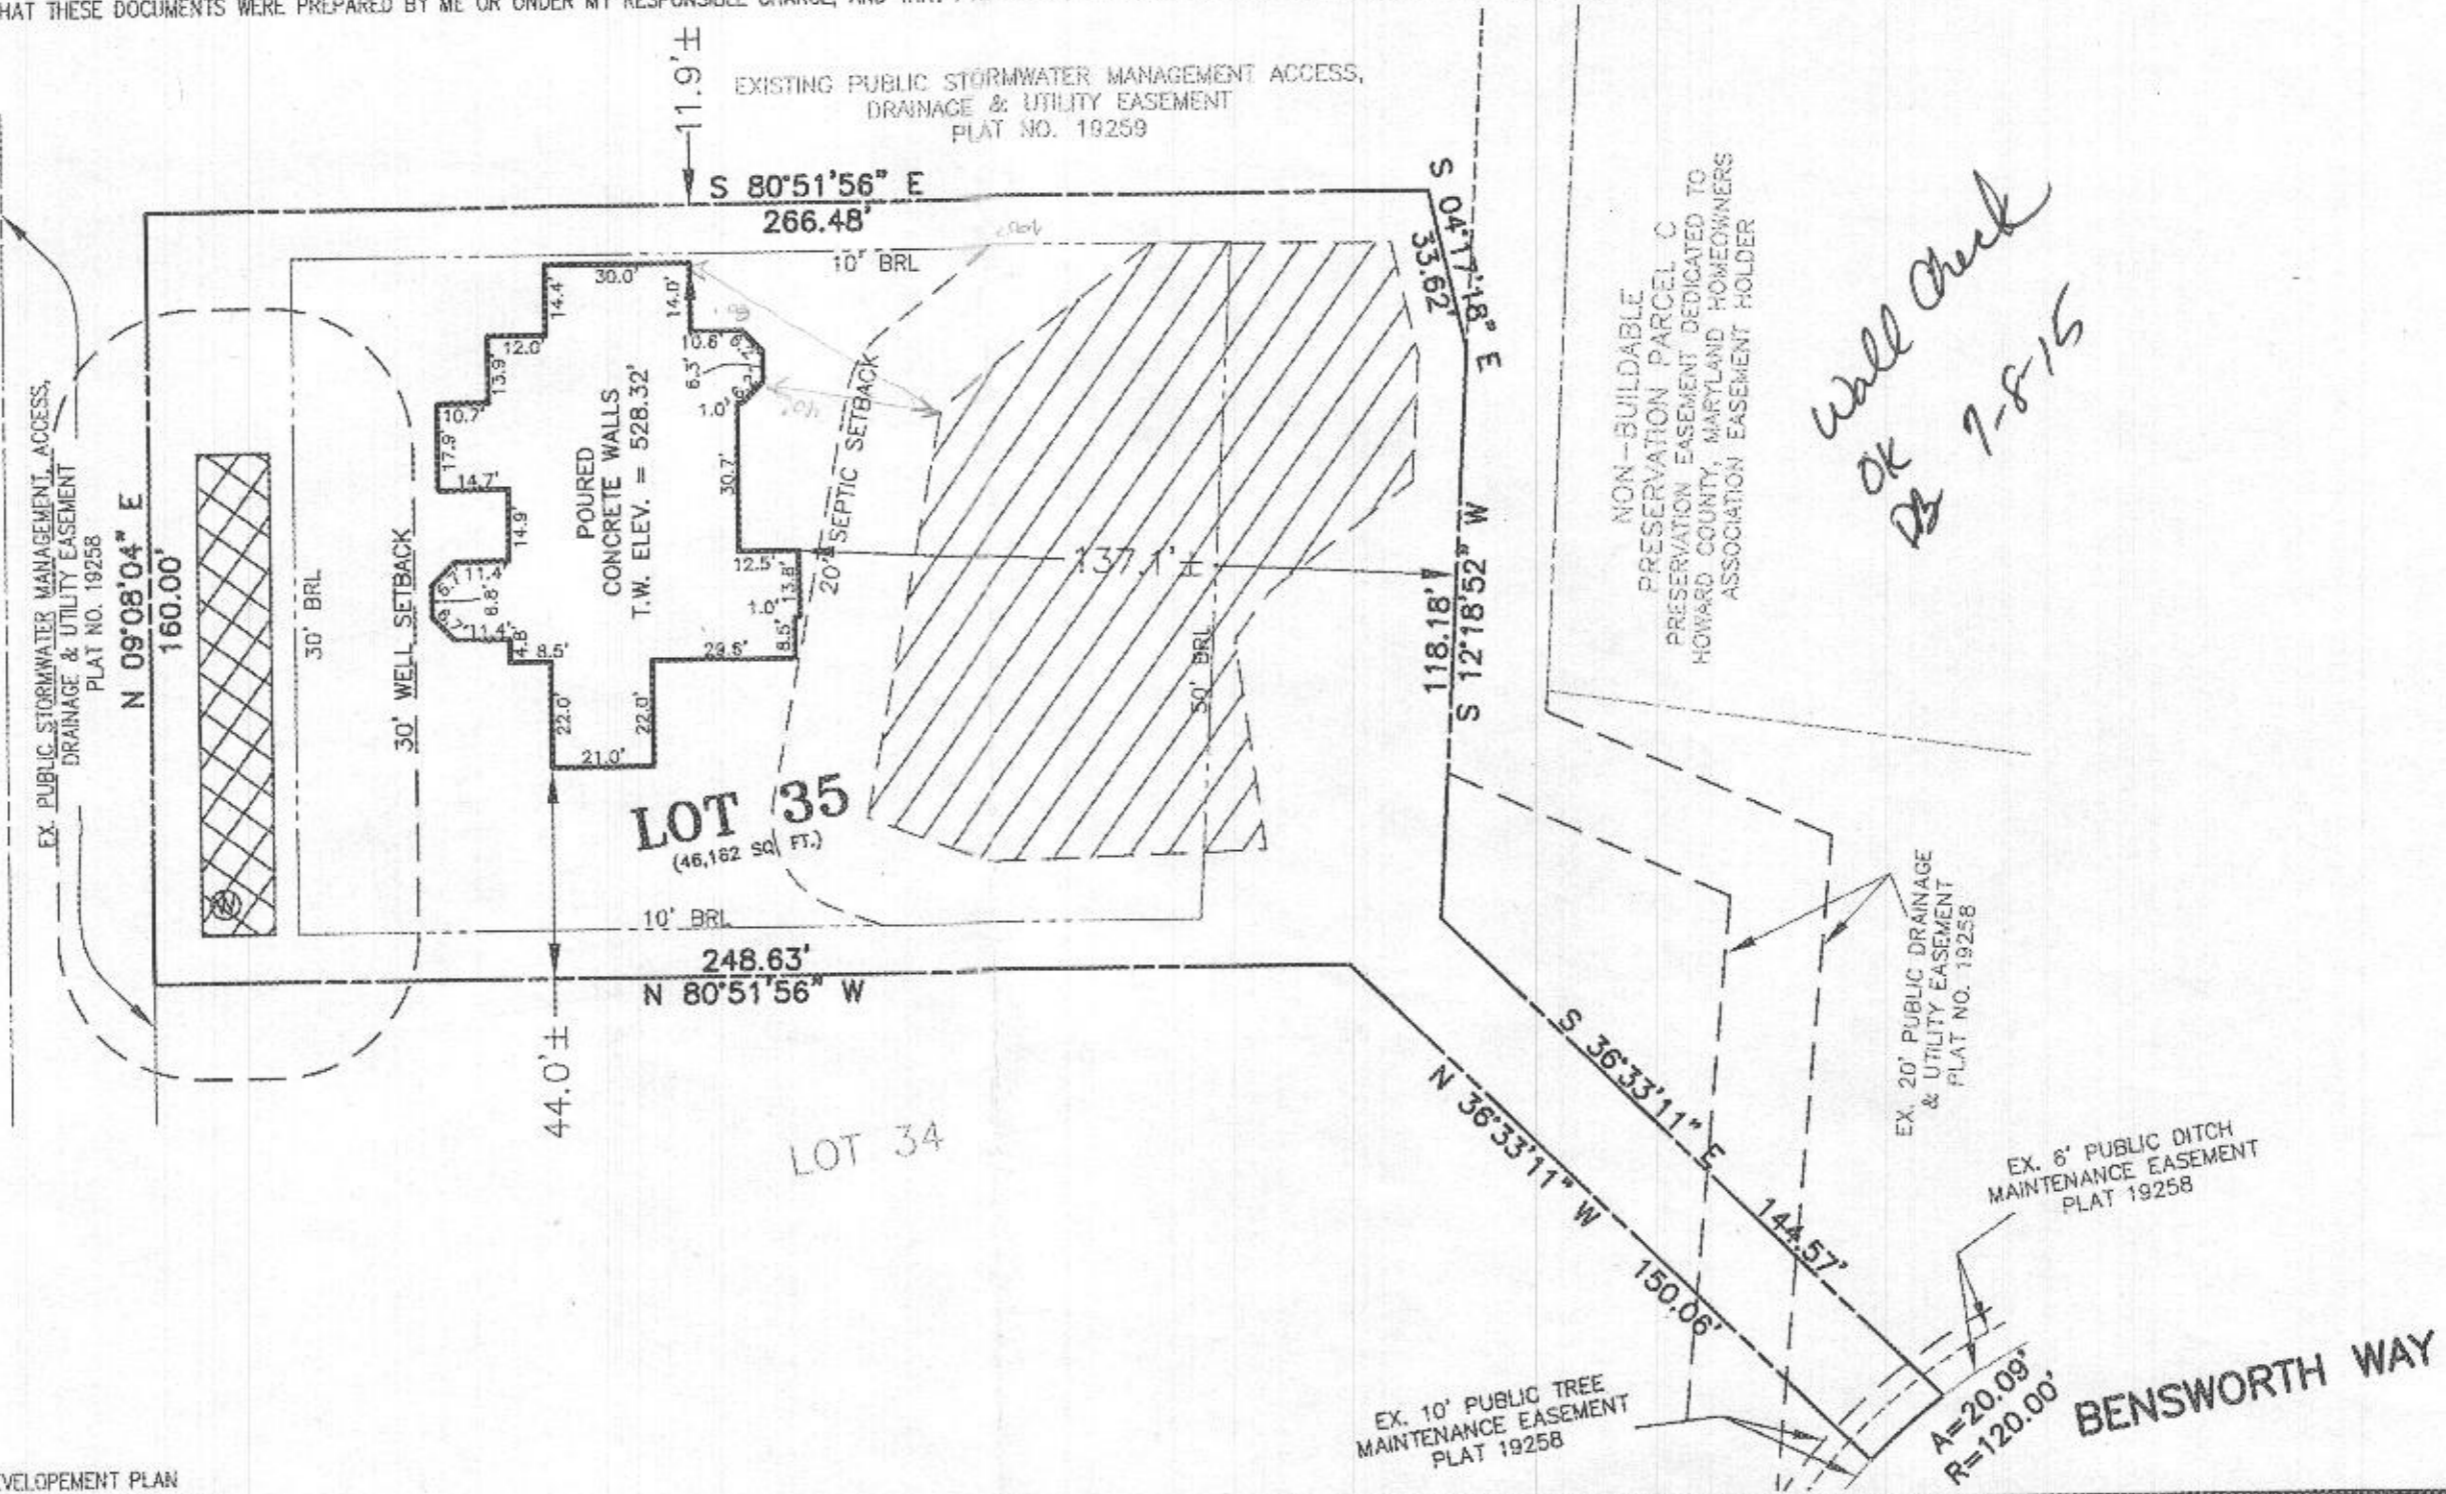 HAT THESE DOCUMENTS WERE PREPARED BY ME OR UNDER MY RESPONSIBLE CHARGE, AND THAT
11.9'±
EXISTING PUBLIC STORMWATER MANAGEMENT ACCESS,
DRAINAGE & UTILITY EASEMENT
PLAT NO. 19259
S 80°51'56" E
266.48'
S 04°17'18" E
33.62'
10' BRL
30.0'
14.4'
14.0'
12.0'
13.9'
10.6'
6.3'
1.0'
10.7'
17.9'
14.7'
14.9'
30.7'
POURED
CONCRETE WALLS
T.W. ELEV. = 528.32'
20' SEPTIC SETBACK
40'
12.5'
13.8'
1.0'
8.5'
137.1'±
6.1'
11.4'
6.8'
6.7'
11.4'
4.8'
8.5'
29.6'
22.0'
22.0'
21.0'
EX. PUBLIC STORMWATER MANAGEMENT, ACCESS,
DRAINAGE & UTILITY EASEMENT
PLAT NO. 19258
N 09°08'04" E
160.00'
30' BRL
30' WELL SETBACK
W
50' BRL
118.18'
S 12°18'52" W
NON-BUILDABLE
PRESERVATION PARCEL C
PRESERVATION EASEMENT DEDICATED TO
HOWARD COUNTY, MARYLAND HOMEOWNERS
ASSOCIATION EASEMENT HOLDER
Wall Check
OK 7-8-15
DB
LOT 35
(46,162 SQ. FT.)
10' BRL
248.63'
N 80°51'56" W
44.0'±
LOT 34
S 36°33'11" E
144.57'
N 36°33'11" W
150.06'
EX. 20' PUBLIC DRAINAGE
& UTILITY EASEMENT
PLAT NO. 19258
EX. 6' PUBLIC DITCH
MAINTENANCE EASEMENT
PLAT 19258
EX. 10' PUBLIC TREE
MAINTENANCE EASEMENT
PLAT 19258
A=20.09'
R=120.00'
BENSWORTH WAY
VELOPEMENT PLAN